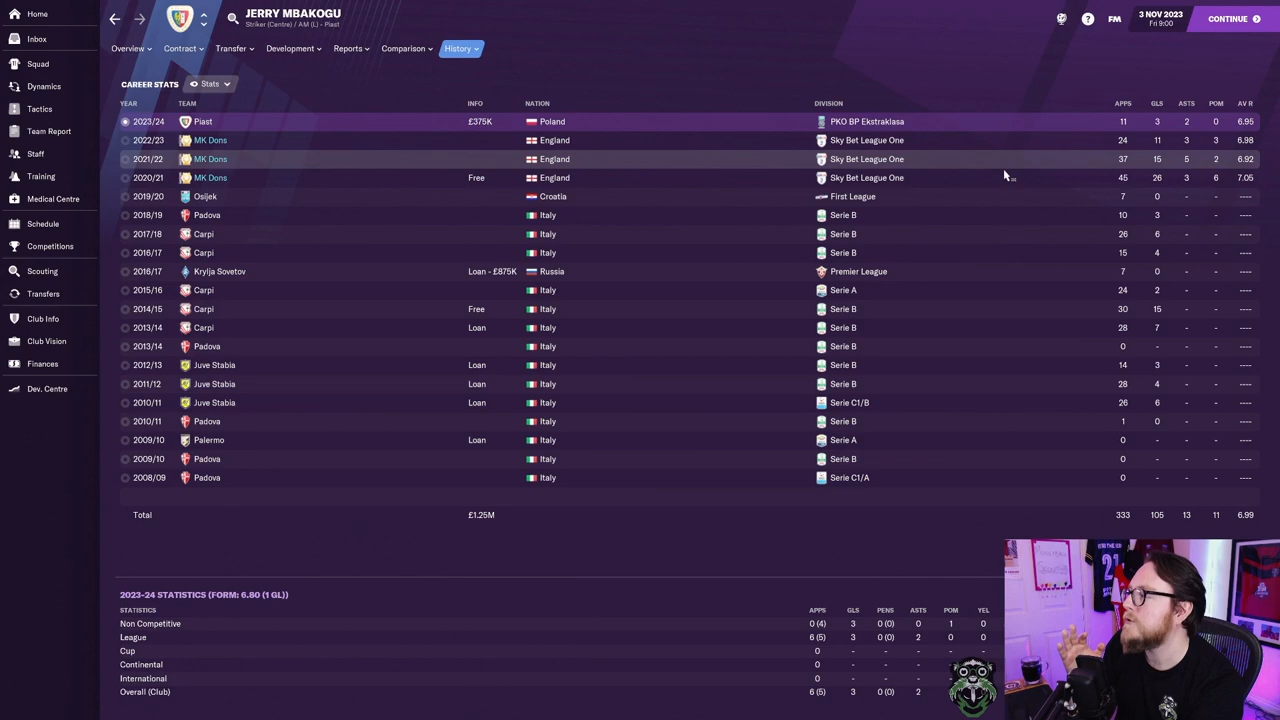 Home
JERRY MBAKOGU
Striker (Centre) / AM (L) - Piast
3 NOV 2023
Fri 9:00
FM
CONTINUE
Inbox
Squad
Dynamics
Tactics
Team Report
Staff
Training
Medical Centre
Schedule
Competitions
Scouting
Transfers
Club Info
Club Vision
Finances
Dev. Centre
Overview Contract Transfer Development Reports Comparison History
CAREER STATS Stats
YEAR TEAM INFO NATION DIVISION APPS GLS ASTS POM AV R
2023/24 Piast £375K Poland PKO BP Ekstraklasa 11 3 2 0 6.95
2022/23 MK Dons England Sky Bet League One 24 11 3 3 6.98
2021/22 MK Dons England Sky Bet League One 37 15 5 2 6.92
2020/21 MK Dons Free England Sky Bet League One 45 26 3 6 7.05
2019/20 Osijek Croatia First League 7 0 - - ----
2018/19 Padova Italy Serie B 10 3 - - ----
2017/18 Carpi Italy Serie B 26 6 - - ----
2016/17 Carpi Italy Serie B 15 4 - - ----
2016/17 Krylja Sovetov Loan - £875K Russia Premier League 7 0 - - ----
2015/16 Carpi Italy Serie A 24 2 - - ----
2014/15 Carpi Free Italy Serie B 30 15 - - ----
2013/14 Carpi Loan Italy Serie B 28 7 - - ----
2013/14 Padova Italy Serie B 0 - - - ----
2012/13 Juve Stabia Loan Italy Serie B 14 3 - - ----
2011/12 Juve Stabia Loan Italy Serie B 28 4 - - ----
2010/11 Juve Stabia Loan Italy Serie C1/B 26 6 - - ----
2010/11 Padova Italy Serie B 1 0 - - ----
2009/10 Palermo Loan Italy Serie A 0 - - - ----
2009/10 Padova Italy Serie B 0 - - - ----
2008/09 Padova Italy Serie C1/A 0 - - - ----
Total £1.25M 333 105 13 11 6.99
2023-24 STATISTICS (FORM: 6.80 (1 GL))
STATISTICS APPS GLS PENS ASTS POM YEL
Non Competitive 0 (4) 3 0 (0) 0 1 0
League 6 (5) 3 0 (0) 2 0 0
Cup 0 - - - - -
Continental 0 - - - - -
International 0 - - - - -
Overall (Club) 6 (5) 3 0 (0) 2
21